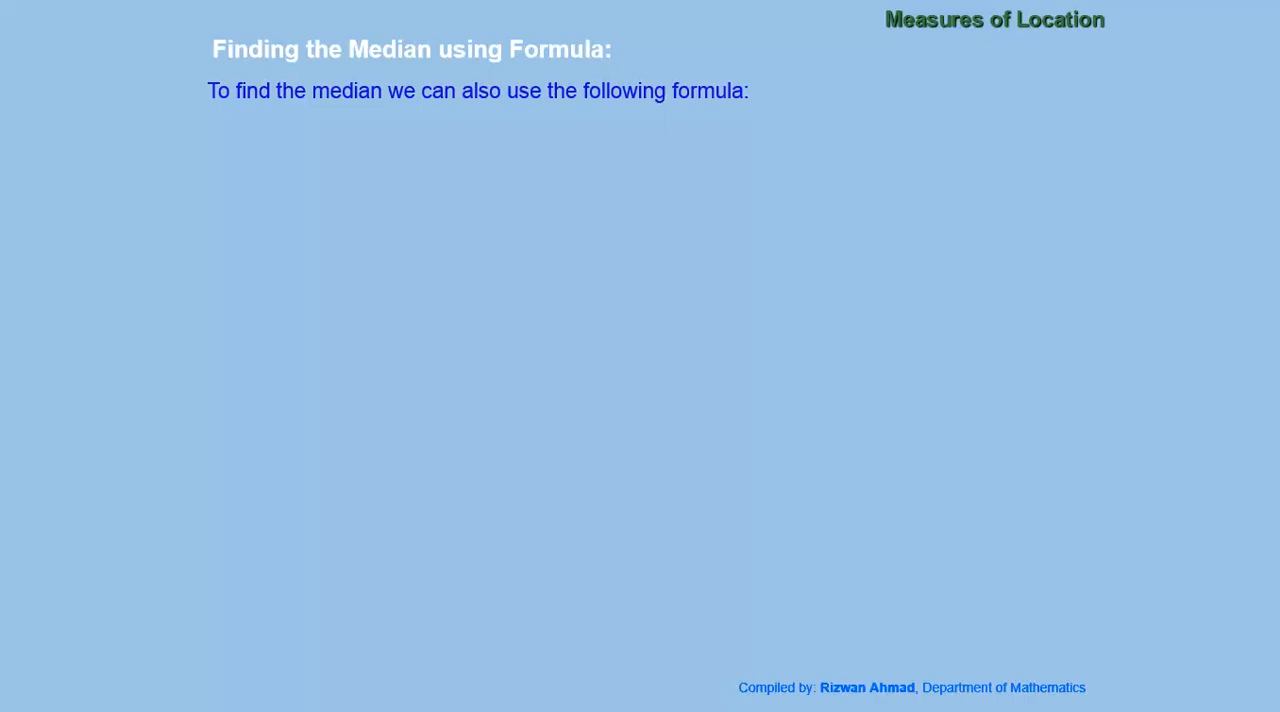 Measures of Location
Finding the Median using Formula:
To find the median we can also use the following formula:
Compiled by: Rizwan Ahmad, Department of Mathematics